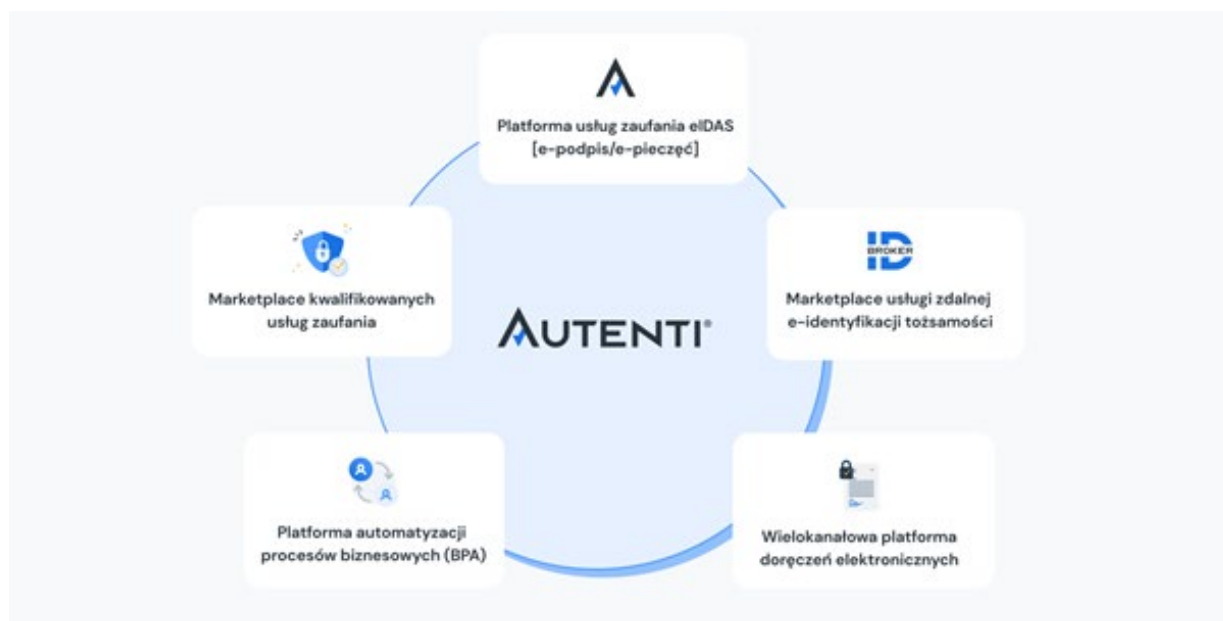 Platforma usług zaufania eIDAS
[e-podpis/e-pieczęć]
Marketplace kwalifikowanych
usług zaufania
ID
BROKER
Marketplace usługi zdalnej
e-identyfikacji tożsamości
AUTENTI®
Platforma automatyzacji
procesów biznesowych (BPA)
Wielokanałowa platforma
doręczeń elektronicznych